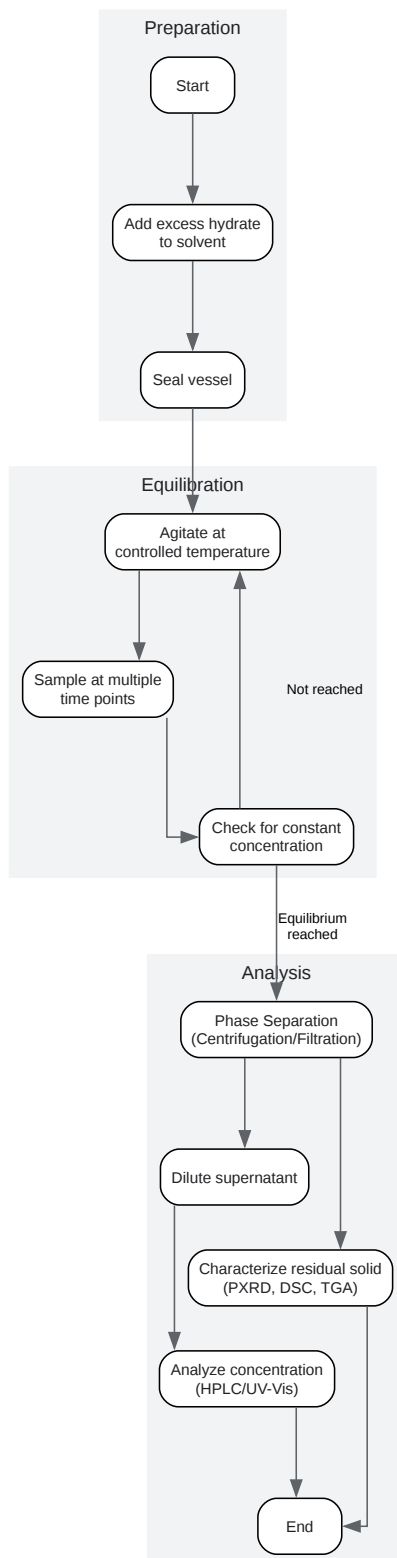 Preparation
Start
Add excess hydrate
to solvent
Seal vessel
Equilibration
Agitate at
controlled temperature
Sample at multiple
time points
Not reached
Check for constant
concentration
Equilibrium
reached
Analysis
Phase Separation
(Centrifugation/Filtration)
Dilute supernatant
Characterize residual solid
(PXRD, DSC, TGA)
Analyze concentration
(HPLC/UV-Vis)
End